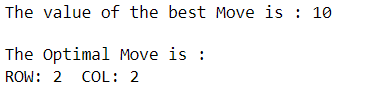 The value of the best Move is : 10
The Optimal Move is :
ROW: 2  COL: 2